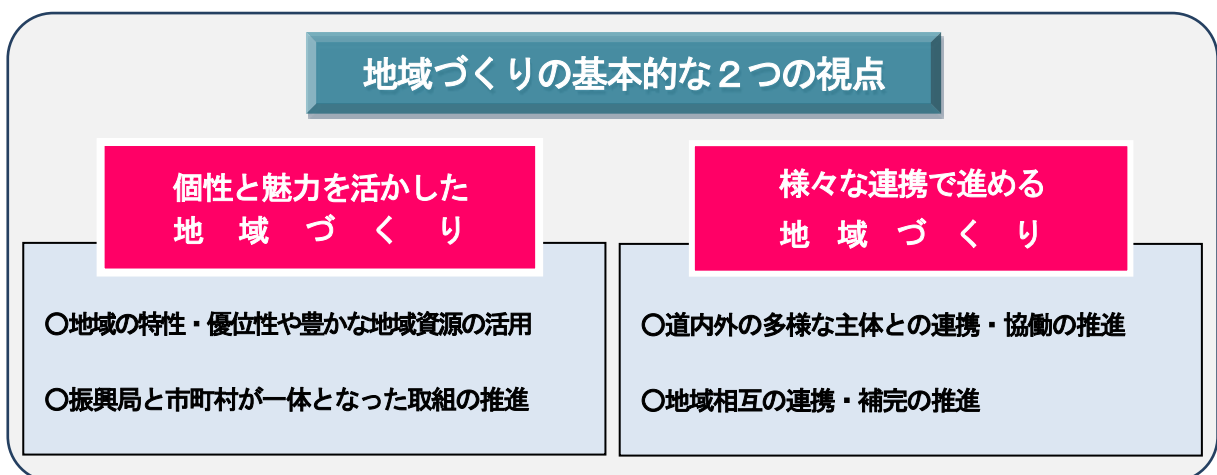 地域づくりの基本的な２つの視点
個性と魅力を活かした
地域づくり
〇地域の特性・優位性や豊かな地域資源の活用
〇振興局と市町村が一体となった取組の推進
様々な連携で進める
地域づくり
〇道内外の多様な主体との連携・協働の推進
〇地域相互の連携・補完の推進